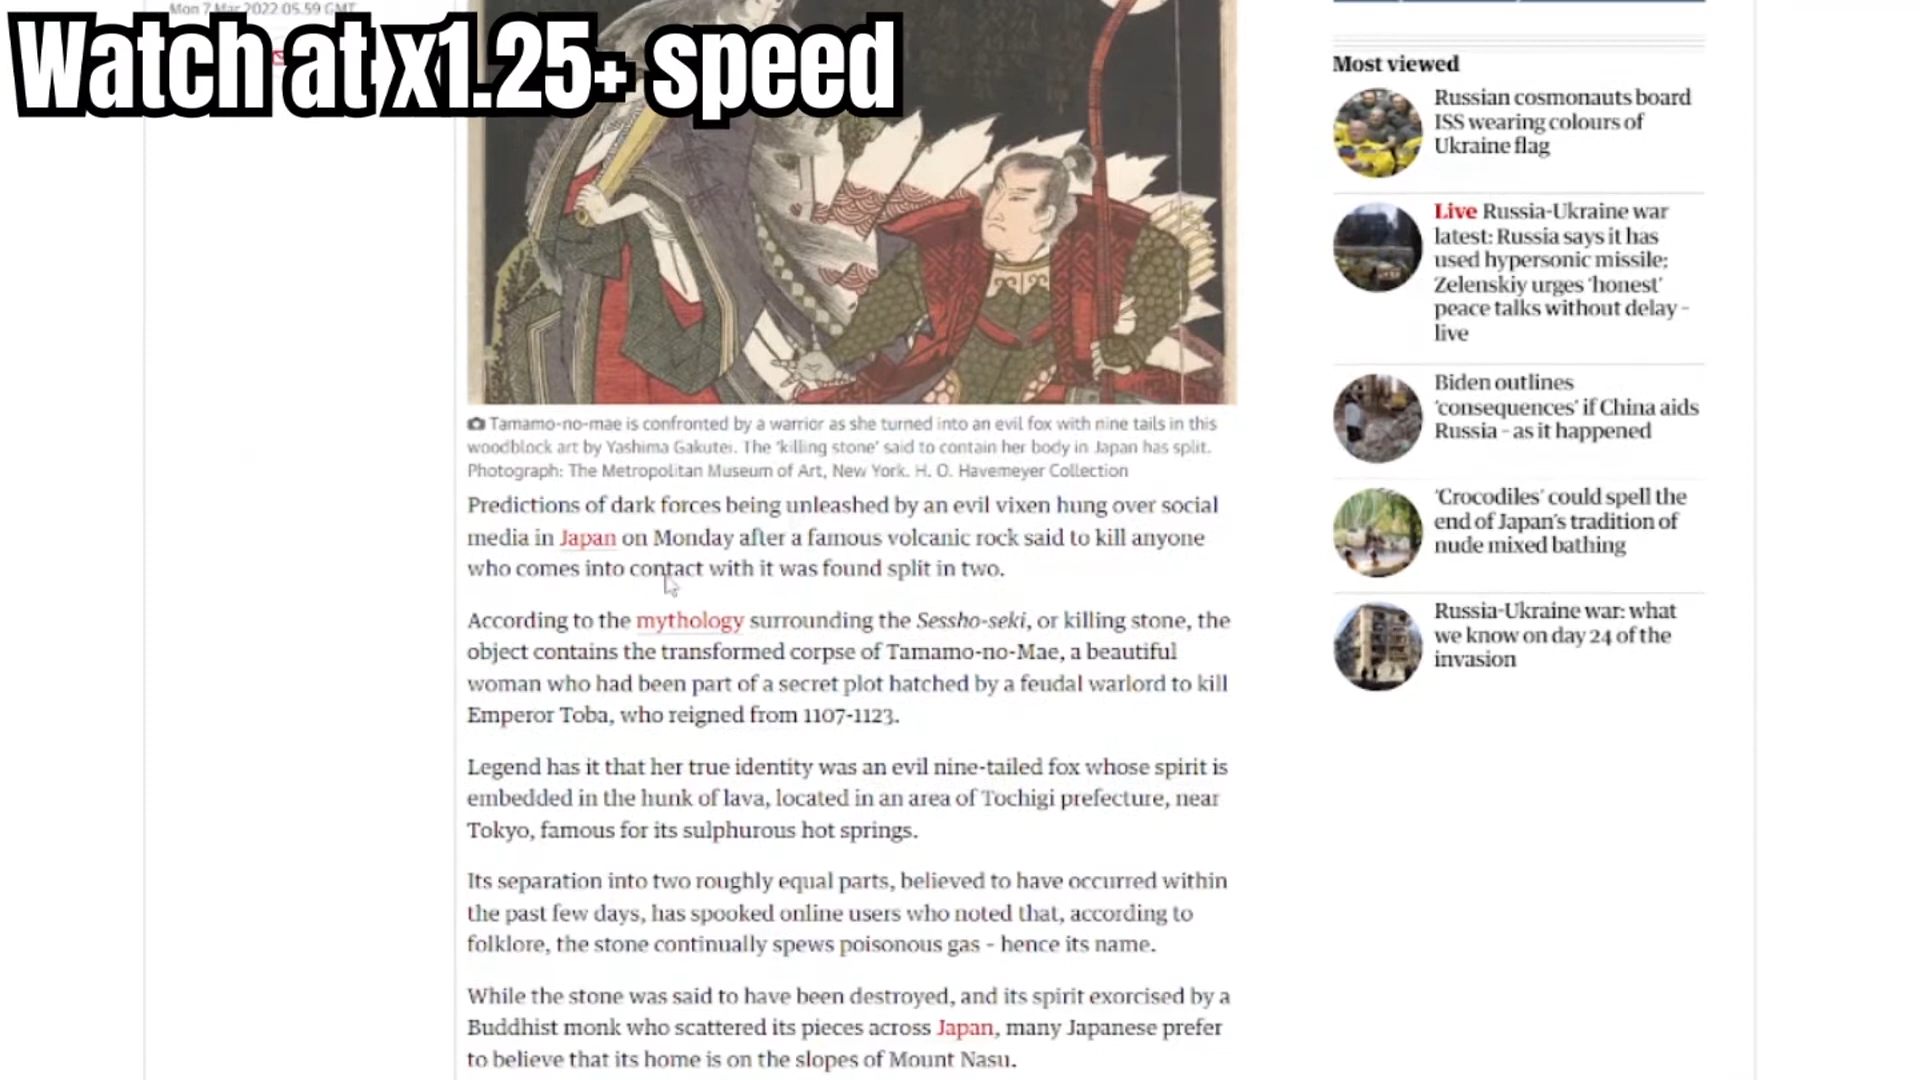 Mon 7 Mar 2022 05.59 GMT
Watch at x1.25+ speed
Tamamo-no-mae is confronted by a warrior as she turned into an evil fox with nine tails in this
woodblock art by Yashima Gakutei. The 'killing stone' said to contain her body in Japan has split.
Photograph: The Metropolitan Museum of Art, New York. H. O. Havemeyer Collection
Predictions of dark forces being unleashed by an evil vixen hung over social
media in Japan on Monday after a famous volcanic rock said to kill anyone
who comes into contact with it was found split in two.
According to the mythology surrounding the Sessho-seki, or killing stone, the
object contains the transformed corpse of Tamamo-no-Mae, a beautiful
woman who had been part of a secret plot hatched by a feudal warlord to kill
Emperor Toba, who reigned from 1107-1123.
Legend has it that her true identity was an evil nine-tailed fox whose spirit is
embedded in the hunk of lava, located in an area of Tochigi prefecture, near
Tokyo, famous for its sulphurous hot springs.
Its separation into two roughly equal parts, believed to have occurred within
the past few days, has spooked online users who noted that, according to
folklore, the stone continually spews poisonous gas - hence its name.
While the stone was said to have been destroyed, and its spirit exorcised by a
Buddhist monk who scattered its pieces across Japan, many Japanese prefer
to believe that its home is on the slopes of Mount Nasu.
Most viewed
Russian cosmonauts board
ISS wearing colours of
Ukraine flag
Live Russia-Ukraine war
latest: Russia says it has
used hypersonic missile;
Zelenskiy urges 'honest'
peace talks without delay –
live
Biden outlines
'consequences' if China aids
Russia – as it happened
'Crocodiles' could spell the
end of Japan's tradition of
nude mixed bathing
Russia-Ukraine war: what
we know on day 24 of the
invasion